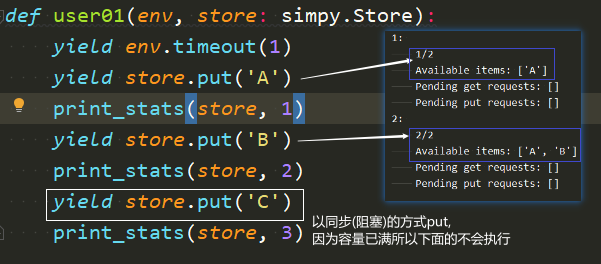 def user01(env, store: simpy.Store):
yield env.timeout(1)
yield store.put('A')
print_stats(store, 1)
yield store.put('B')
print_stats(store, 2)
yield store.put('C')
print_stats(store, 3)
1:
1/2
Available items: ['A']
Pending get requests: []
Pending put requests: []
2:
2/2
Available items: ['A', 'B']
Pending get requests: []
Pending put requests: []
以同步(阻塞)的方式put,
因为容量已满所以下面的不会执行